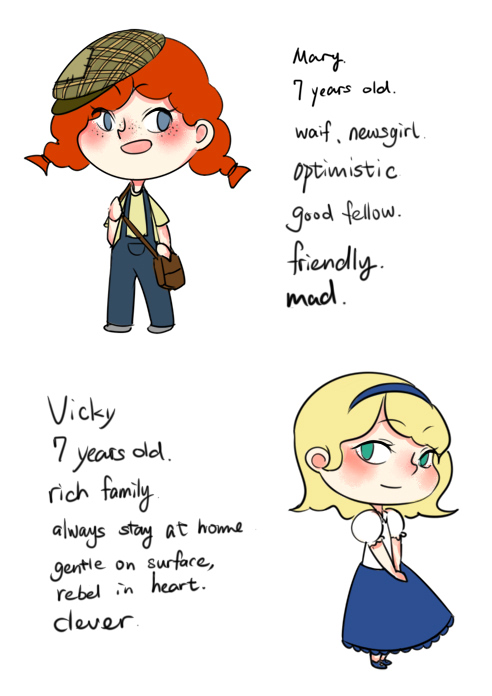 Mary.
7 years old.
waif, newsgirl.
optimistic
good fellow.
friendly.
mad.
Vicky
7 years old.
rich family
always stay at home
gentle on surface,
rebel in heart.
clever.